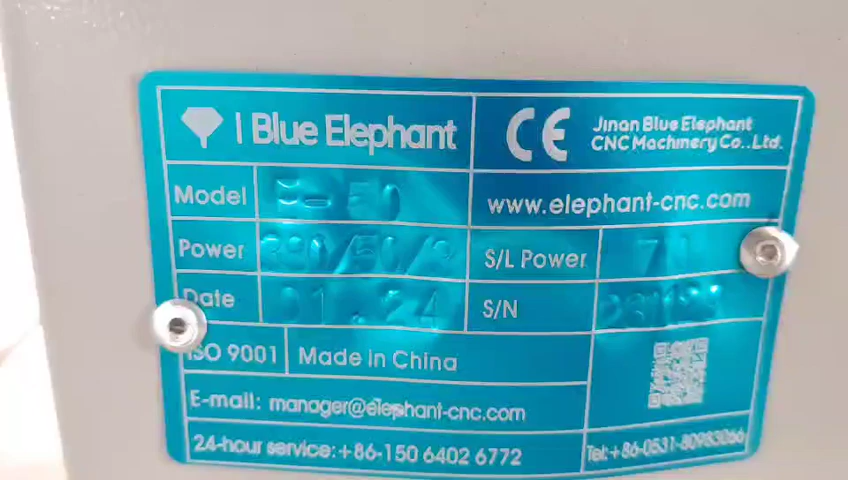 Blue Elephant
CE Jinan Blue Elephant
CNC Machinery Co.,Ltd.
Model
www.elephant-cnc.com
Power
S/L Power
Date 01.24
S/N
ISO 9001 Made in China
E-mail: manager@elephant-cnc.com
24-hour service:+86-150 6402 6772
Tel:+86-0531-80983066